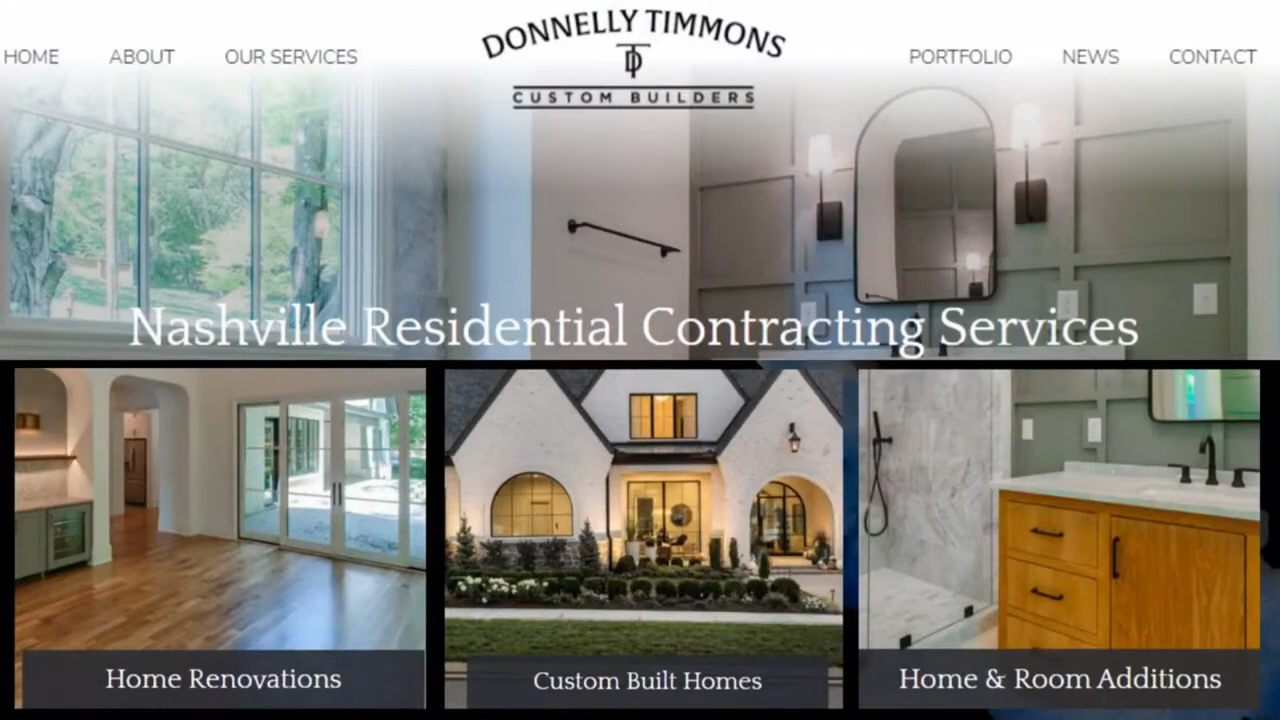 HOME ABOUT OUR SERVICES
DONNELLY TIMMONS
DT
CUSTOM BUILDERS
PORTFOLIO NEWS CONTACT
Nashville Residential Contracting Services
Home Renovations
Custom Built Homes
Home & Room Additions